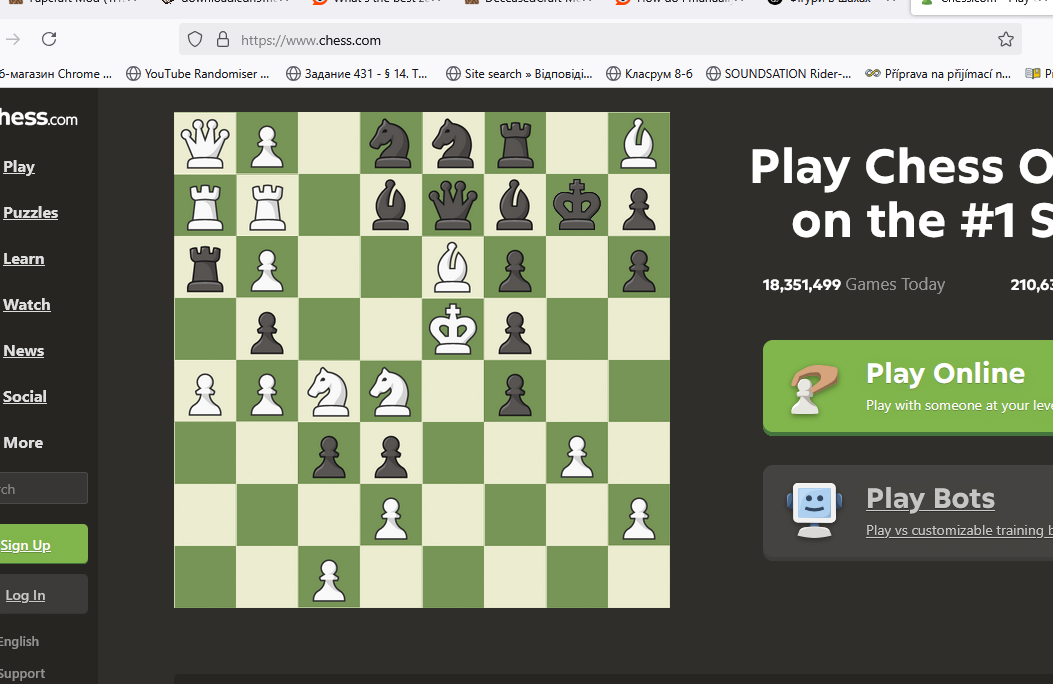 https://www.chess.com
б-магазин Chrome ... YouTube Randomiser ... Задание 431 - § 14. Т... Site search » Відповіді... Класрум 8-б SOUNDSATION Rider-... Příprava na přijímací n...
hess.com
Play
Puzzles
Learn
Watch
News
Social
More
rch
Sign Up
Log In
English
Support
Play Chess O
on the #1 S
18,351,499 Games Today 210,63
Play Online
Play with someone at your leve
Play Bots
Play vs customizable training b